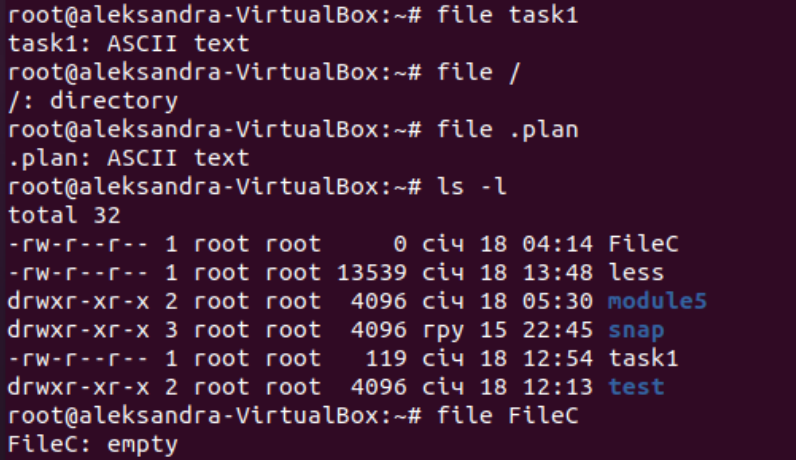 root@aleksandra-VirtualBox:~# file task1
task1: ASCII text
root@aleksandra-VirtualBox:~# file /
/: directory
root@aleksandra-VirtualBox:~# file .plan
.plan: ASCII text
root@aleksandra-VirtualBox:~# ls -l
total 32
-rw-r--r-- 1 root root     0 січ 18 04:14 FileC
-rw-r--r-- 1 root root 13539 січ 18 13:48 less
drwxr-xr-x 2 root root  4096 січ 18 05:30 module5
drwxr-xr-x 3 root root  4096 гру 15 22:45 snap
-rw-r--r-- 1 root root   119 січ 18 12:54 task1
drwxr-xr-x 2 root root  4096 січ 18 12:13 test
root@aleksandra-VirtualBox:~# file FileC
FileC: empty